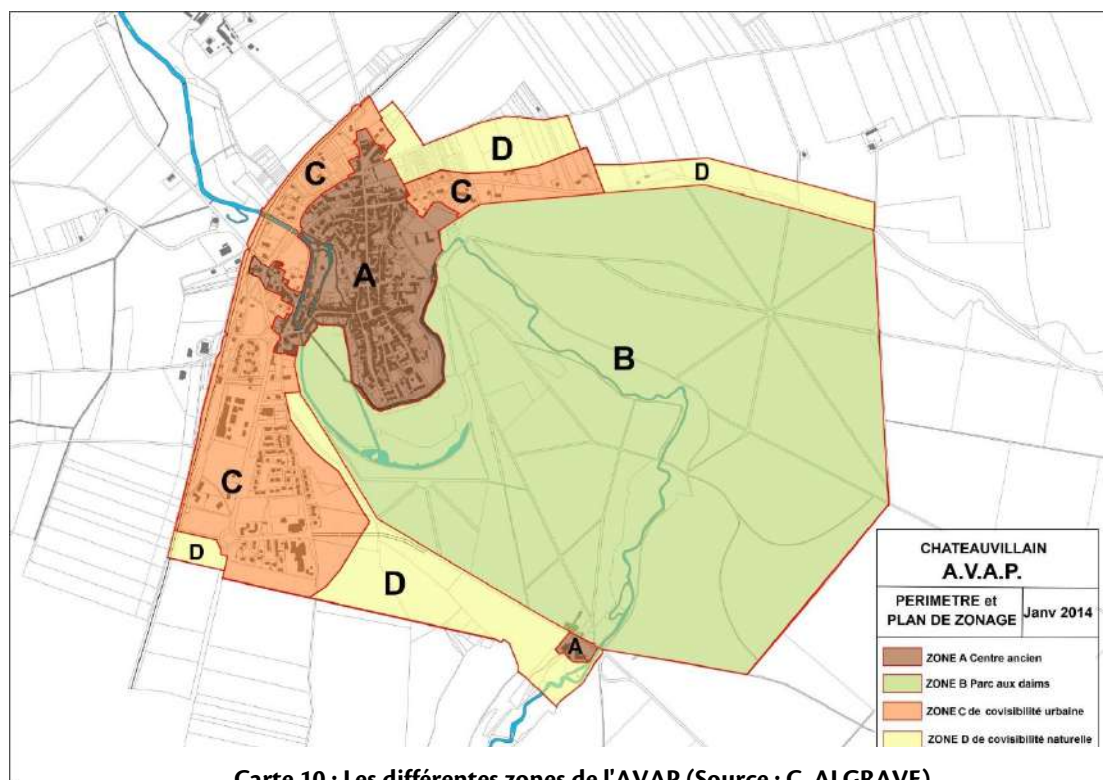 D
C
C
D
A
B
C
D
D
A
CHATEAUVILLAIN
A.V.A.P.
PERIMETRE et
PLAN DE ZONAGE
Janv 2014
ZONE A Centre ancien
ZONE B Parc aux daims
ZONE C de covisibilité urbaine
ZONE D de covisibilité naturelle
Carte 10 : Les différentes zones de l'AVAP (Source : C. ALGRAVE)